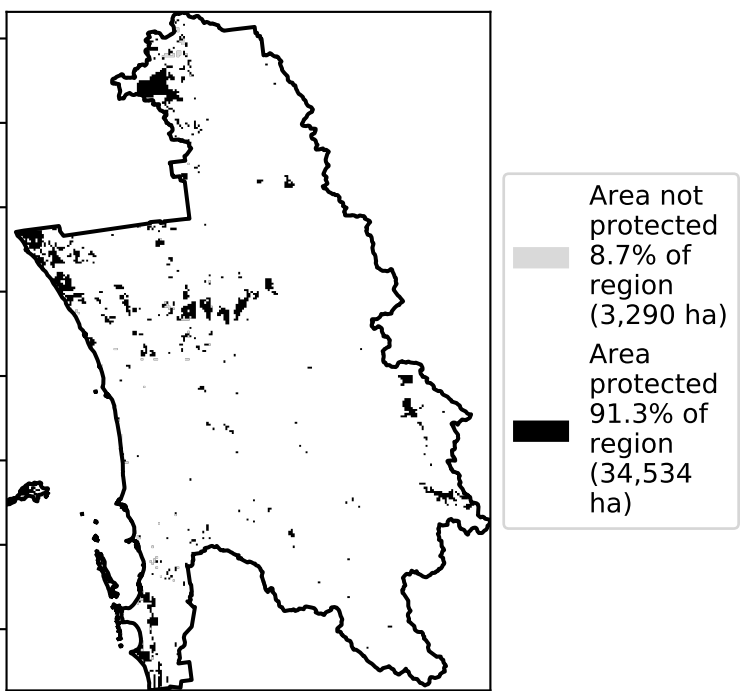 Area not
protected
8.7% of
region
(3,290 ha)
Area
protected
91.3% of
region
(34,534
ha)